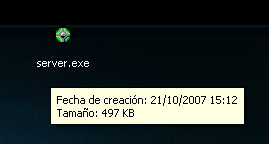 server.exe
Fecha de creación: 21/10/2007 15:12
Tamaño: 497 KB